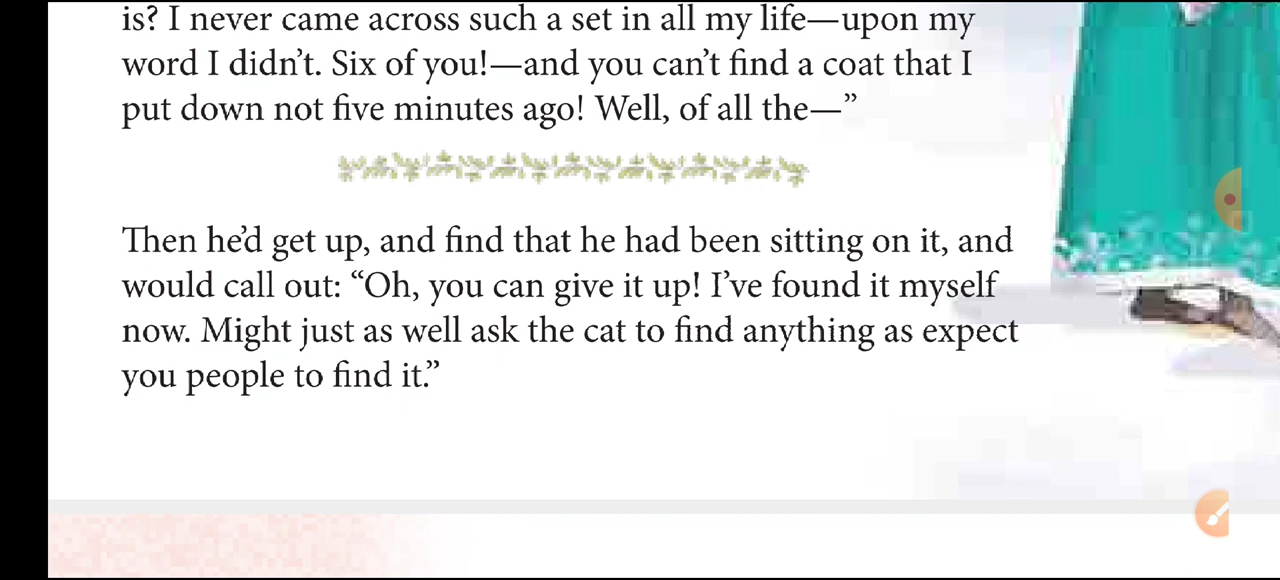 is? I never came across such a set in all my life—upon my
word I didn’t. Six of you!—and you can’t find a coat that I
put down not five minutes ago! Well, of all the—”
Then he’d get up, and find that he had been sitting on it, and
would call out: “Oh, you can give it up! I’ve found it myself
now. Might just as well ask the cat to find anything as expect
you people to find it.”